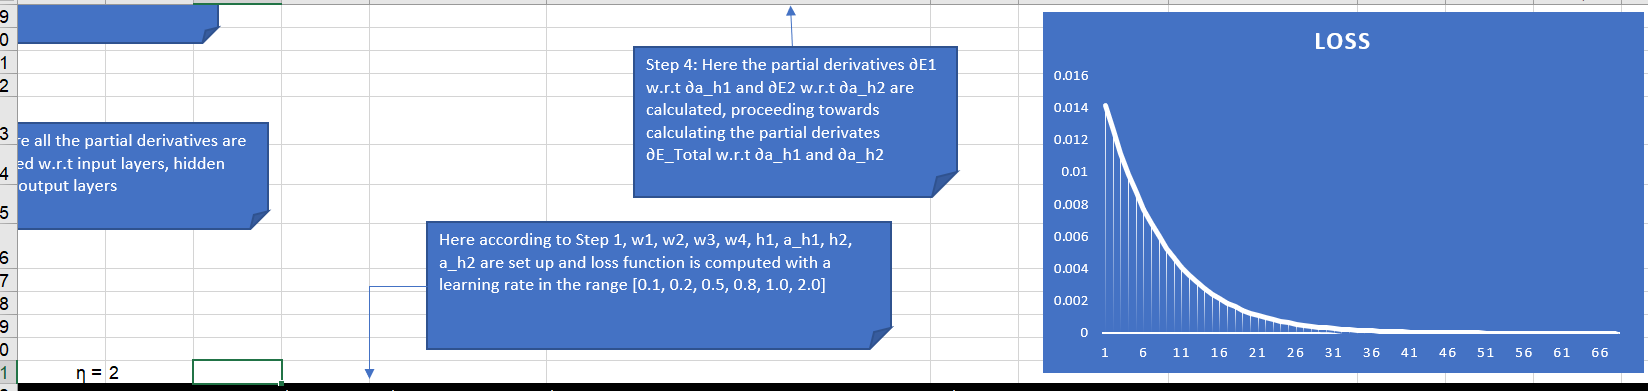 9
0
1
2
3
4
5
6
7
8
9
0
1
re all the partial derivatives are
ed w.r.t input layers, hidden
output layers
Step 4: Here the partial derivatives ∂E1
w.r.t ∂a_h1 and ∂E2 w.r.t ∂a_h2 are
calculated, proceeding towards
calculating the partial derivates
∂E_Total w.r.t ∂a_h1 and ∂a_h2
Here according to Step 1, w1, w2, w3, w4, h1, a_h1, h2,
a_h2 are set up and loss function is computed with a
learning rate in the range [0.1, 0.2, 0.5, 0.8, 1.0, 2.0]
η = 2
LOSS
0.016
0.014
0.012
0.01
0.008
0.006
0.004
0.002
0
1 6 11 16 21 26 31 36 41 46 51 56 61 66